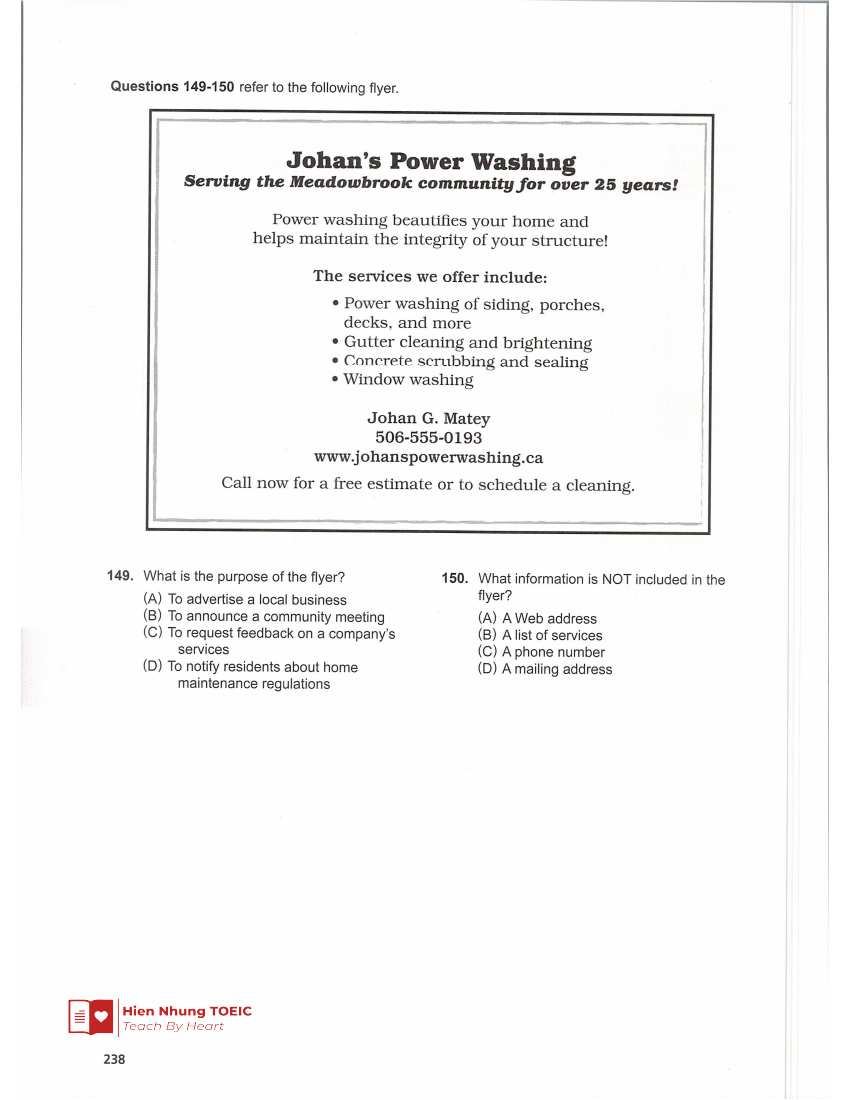 Questions 149-150 refer to the following flyer.
Johan's Power Washing
Serving the Meadowbrook community for over 25 years!
Power washing beautifies your home and
helps maintain the integrity of your structure!
The services we offer include:
• Power washing of siding, porches,
decks, and more
• Gutter cleaning and brightening
• Concrete scrubbing and sealing
• Window washing
Johan G. Matey
506-555-0193
www.johanspowerwashing.ca
Call now for a free estimate or to schedule a cleaning.
149. What is the purpose of the flyer?
(A) To advertise a local business
(B) To announce a community meeting
(C) To request feedback on a company's
services
(D) To notify residents about home
maintenance regulations
150. What information is NOT included in the
flyer?
(A) A Web address
(B) A list of services
(C) A phone number
(D) A mailing address
Hien Nhung TOEIC
Teach By Heart
238